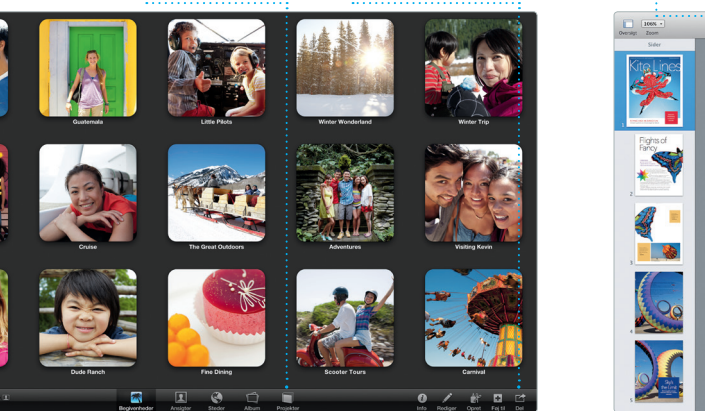 Guatemala
Little Pilots
Winter Wonderland
Winter Trip
Cruise
The Great Outdoors
Adventures
Visiting Kevin
Dude Ranch
Fine Dining
Scooter Tours
Carnival
Begivenheder
Ansigter
Steder
Album
Projekter
Info
Rediger
Opret
Føj til
Del
106%
Oversigt
Zoom
Sider
Kite Lines
1
Flights of
Fancy
2
3
4
5